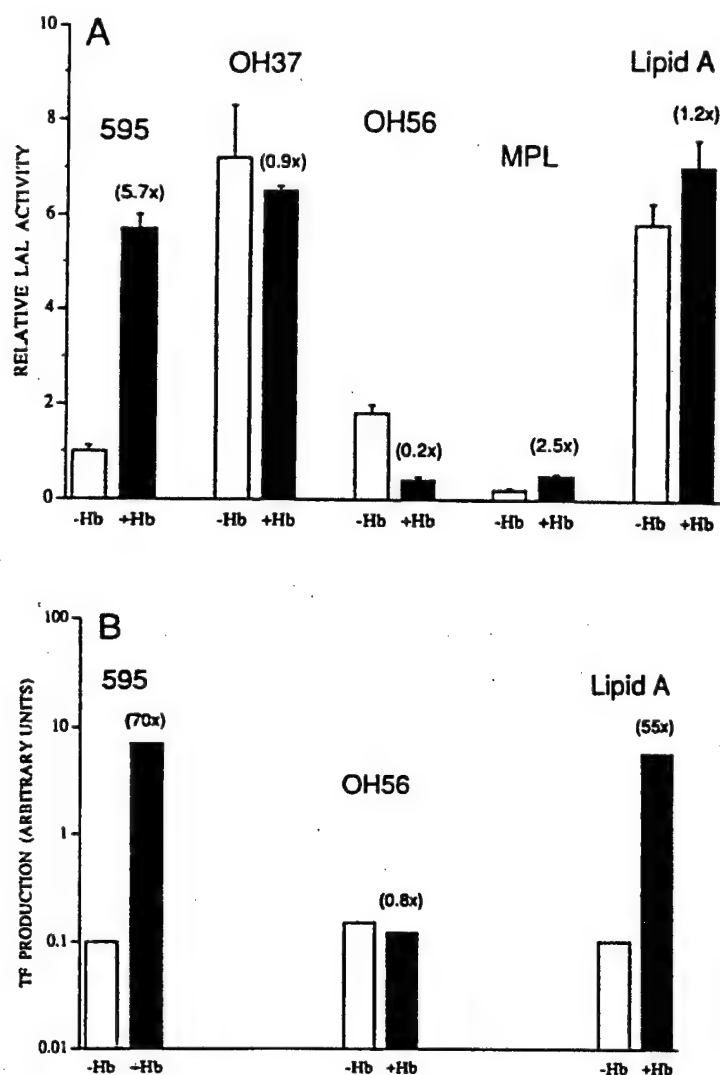 A
RELATIVE LAL ACTIVITY
10
8
6
4
2
0
595
(5.7x)
OH37
(0.9x)
OH56
(0.2x)
MPL
(2.5x)
Lipid A
(1.2x)
-Hb +Hb -Hb +Hb -Hb +Hb -Hb +Hb -Hb +Hb
B
TF PRODUCTION (ARBITRARY UNITS)
100
10
1
0.1
0.01
595
(70x)
OH56
(0.8x)
Lipid A
(55x)
-Hb +Hb -Hb +Hb -Hb +Hb